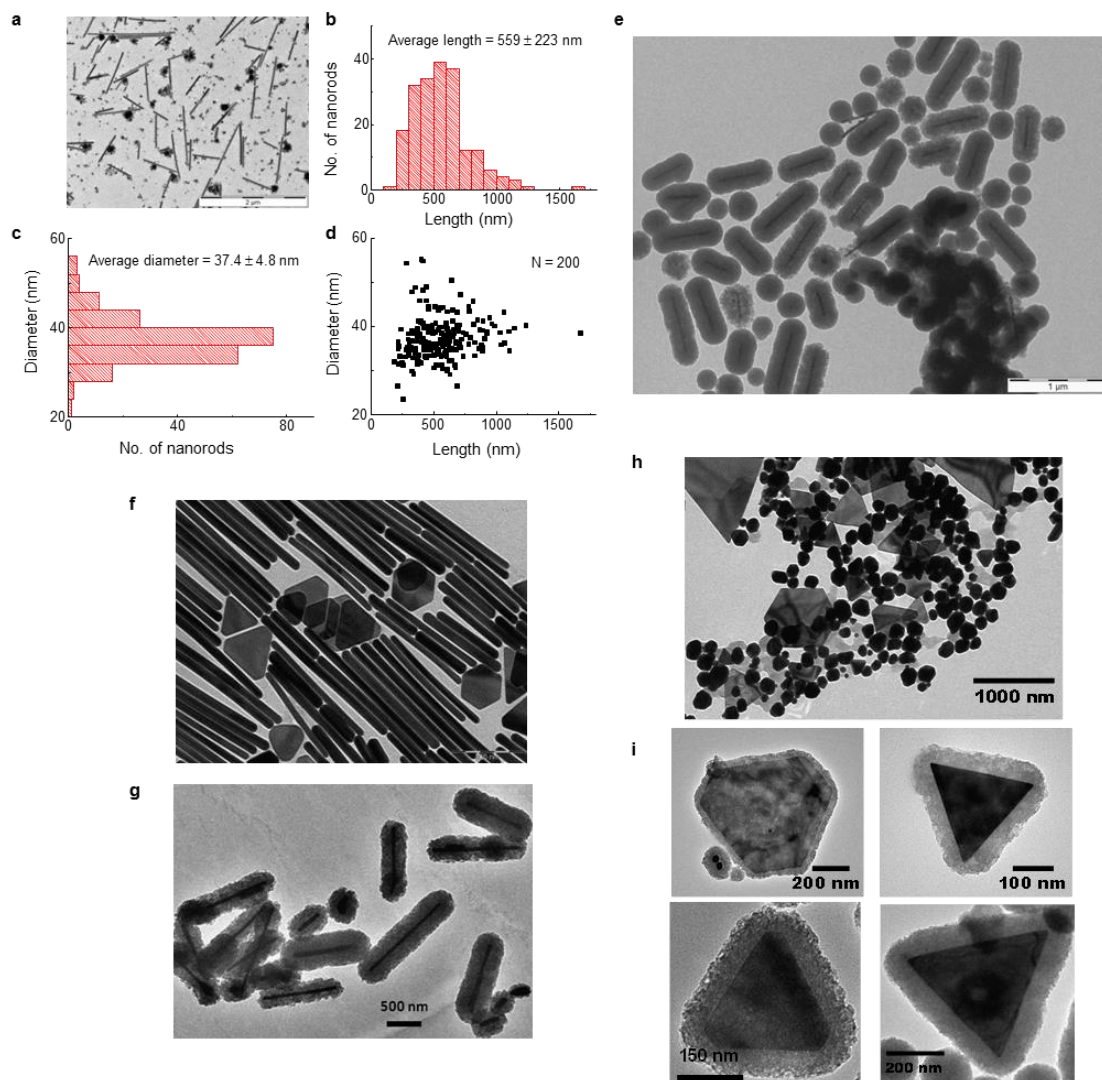 a
2 µm
b
Average length = 559 ± 223 nm
No. of nanorods
40
20
0
0
500
1000
1500
Length (nm)
c
Average diameter = 37.4 ± 4.8 nm
Diameter (nm)
60
40
20
0
40
80
No. of nanorods
d
N = 200
Diameter (nm)
60
40
20
0
500
1000
1500
Length (nm)
e
1 µm
f
g
500 nm
h
1000 nm
i
200 nm
100 nm
150 nm
200 nm